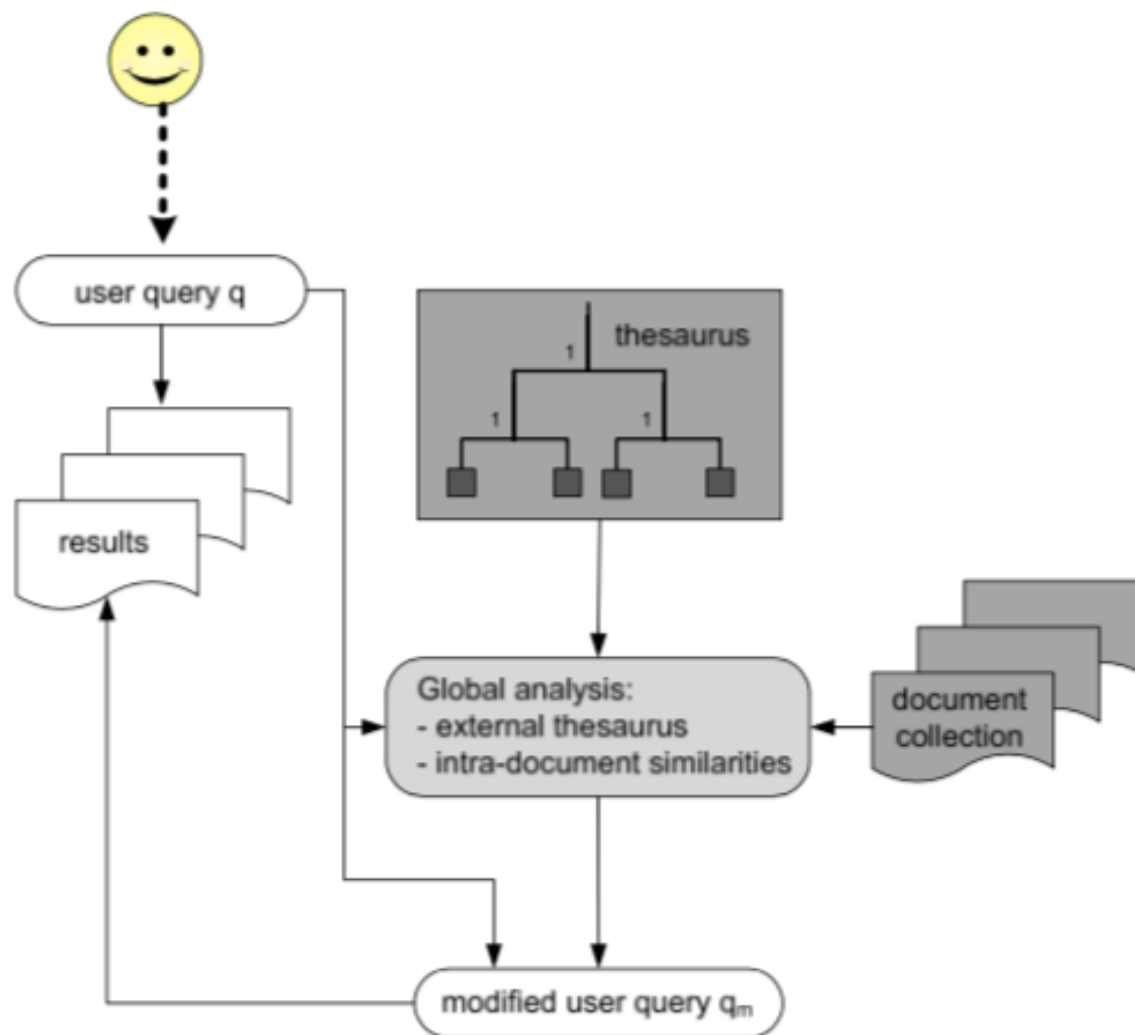 user query q
thesaurus
1
1
1
results
Global analysis:
- external thesaurus
- intra-document similarities
document
collection
modified user query qm